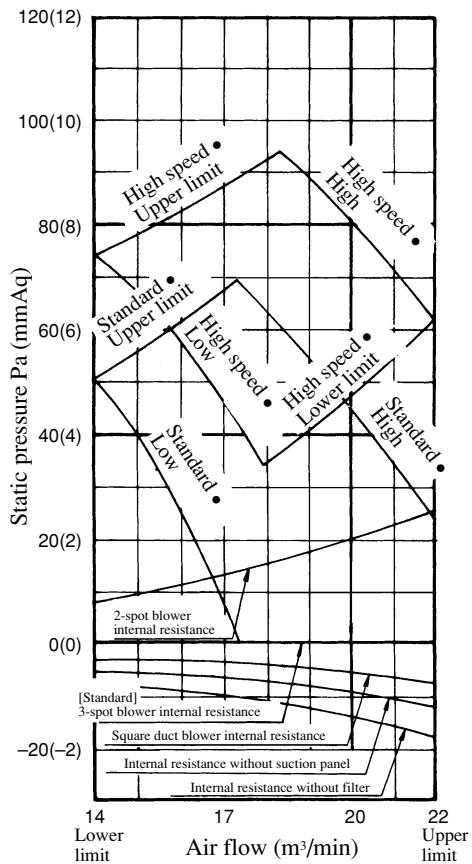 120(12)
100(10)
80(8)
60(6)
40(4)
20(2)
0(0)
–20(–2)
Static pressure Pa (mmAq)
High speed ●
Upper limit
High speed ●
High
Standard ●
Upper limit
High speed ●
Low
High speed ●
Lower limit
Standard ●
High
Standard ●
Low
2-spot blower
internal resistance
[Standard]
3-spot blower internal resistance
Square duct blower internal resistance
Internal resistance without suction panel
Internal resistance without filter
14 17 20 22
Lower
limit
Air flow (m³/min)
Upper
limit